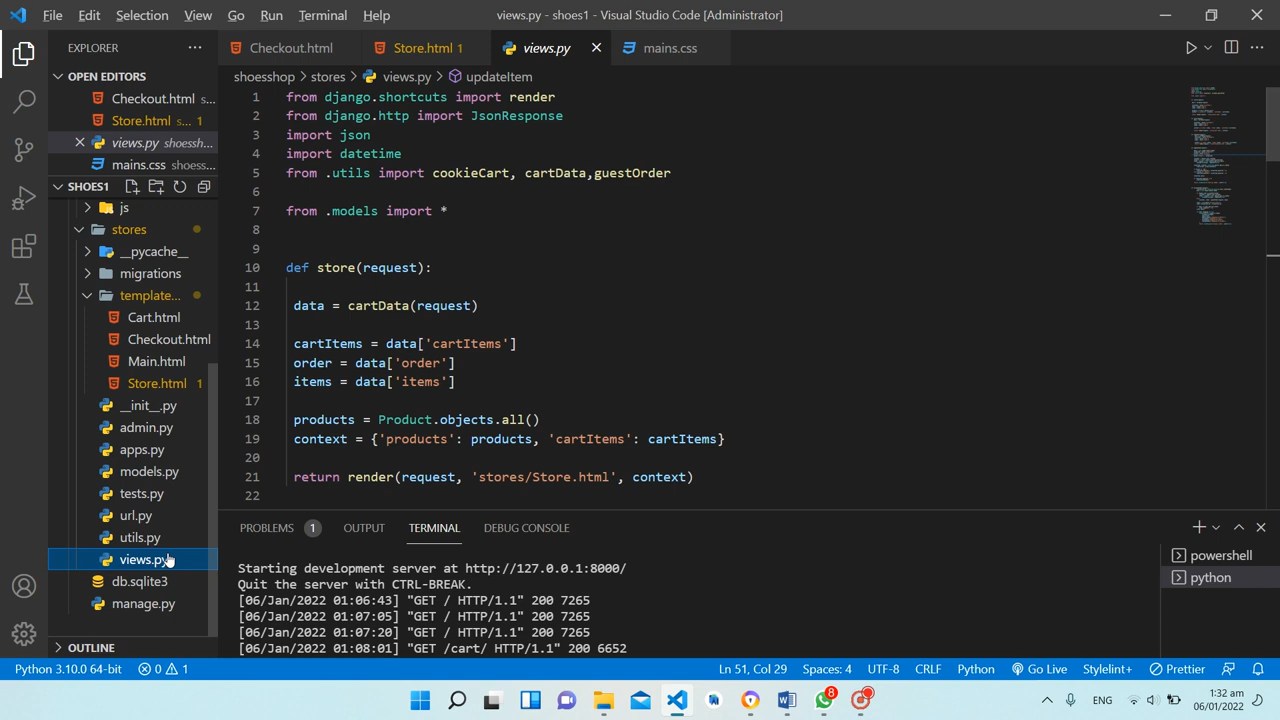 File Edit Selection View Go Run Terminal Help
views.py - shoes1 - Visual Studio Code [Administrator]
EXPLORER
OPEN EDITORS
Checkout.html so...
Store.html s... 1
views.py shoessh...
mains.css shoess...
SHOES1
js
stores
__pycache__
migrations
template...
Cart.html
Checkout.html
Main.html
Store.html 1
__init__.py
admin.py
apps.py
models.py
tests.py
url.py
utils.py
views.py
db.sqlite3
manage.py
OUTLINE
Checkout.html
Store.html 1
views.py
mains.css
shoesshop > stores > views.py > updateItem
1 from django.shortcuts import render
2 from django.http import JsonResponse
3 import json
4 import datetime
5 from .utils import cookieCart, cartData,guestOrder
6
7 from .models import *
8
9
10 def store(request):
11
12 data = cartData(request)
13
14 cartItems = data['cartItems']
15 order = data['order']
16 items = data['items']
17
18 products = Product.objects.all()
19 context = {'products': products, 'cartItems': cartItems}
20
21 return render(request, 'stores/Store.html', context)
22
PROBLEMS 1 OUTPUT TERMINAL DEBUG CONSOLE
Starting development server at http://127.0.0.1:8000/
Quit the server with CTRL-BREAK.
[06/Jan/2022 01:06:43] "GET / HTTP/1.1" 200 7265
[06/Jan/2022 01:07:05] "GET / HTTP/1.1" 200 7265
[06/Jan/2022 01:07:20] "GET / HTTP/1.1" 200 7265
[06/Jan/2022 01:08:01] "GET /cart/ HTTP/1.1" 200 6652
powershell
python
Python 3.10.0 64-bit 0 1 Ln 51, Col 29 Spaces: 4 UTF-8 CRLF Python Go Live Stylelint+ Prettier
8
ENG
1:32 am
06/01/2022